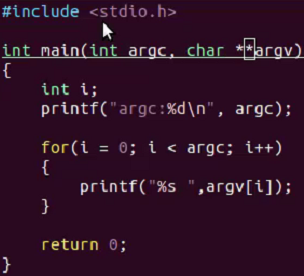 #include <stdio.h>
int main(int argc, char **argv)
{
    int i;
    printf("argc:%d\n", argc);
    for(i = 0; i < argc; i++)
    {
        printf("%s ",argv[i]);
    }
    return 0;
}